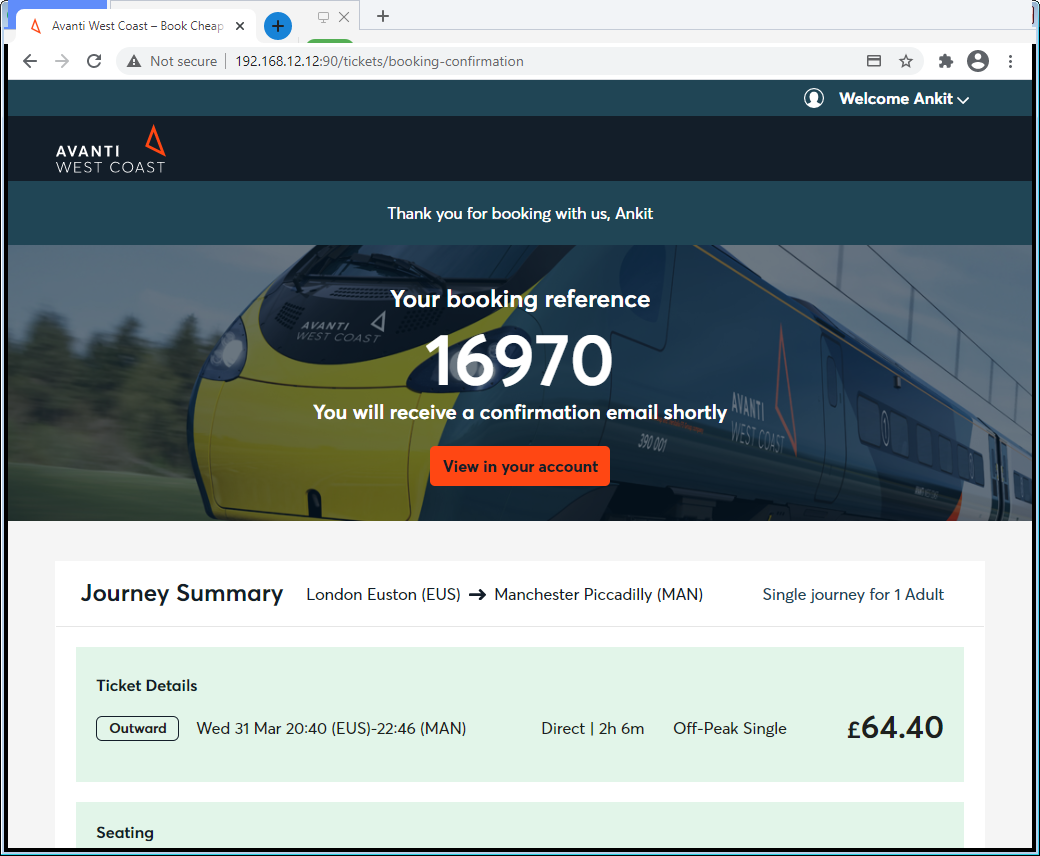 Avanti West Coast – Book Cheap
Not secure | 192.168.12.12:90/tickets/booking-confirmation
Welcome Ankit
AVANTI
WEST COAST
Thank you for booking with us, Ankit
Your booking reference
16970
You will receive a confirmation email shortly
View in your account
AVANTI
WEST COAST
AVANTI
WEST COAST
390 001
Journey Summary London Euston (EUS) → Manchester Piccadilly (MAN) Single journey for 1 Adult
Ticket Details
Outward Wed 31 Mar 20:40 (EUS)-22:46 (MAN) Direct | 2h 6m Off-Peak Single £64.40
Seating